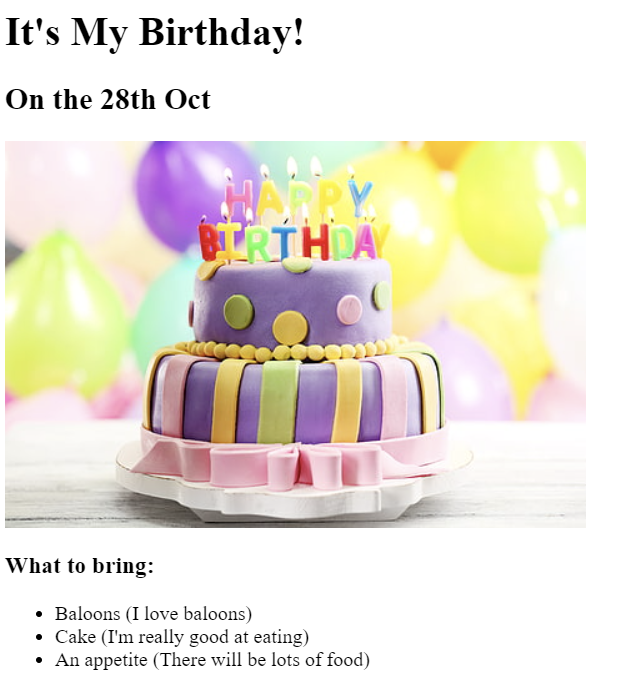 It's My Birthday!
On the 28th Oct
HAPPY
BIRTHDAY
What to bring:
Baloons (I love baloons)
Cake (I'm really good at eating)
An appetite (There will be lots of food)